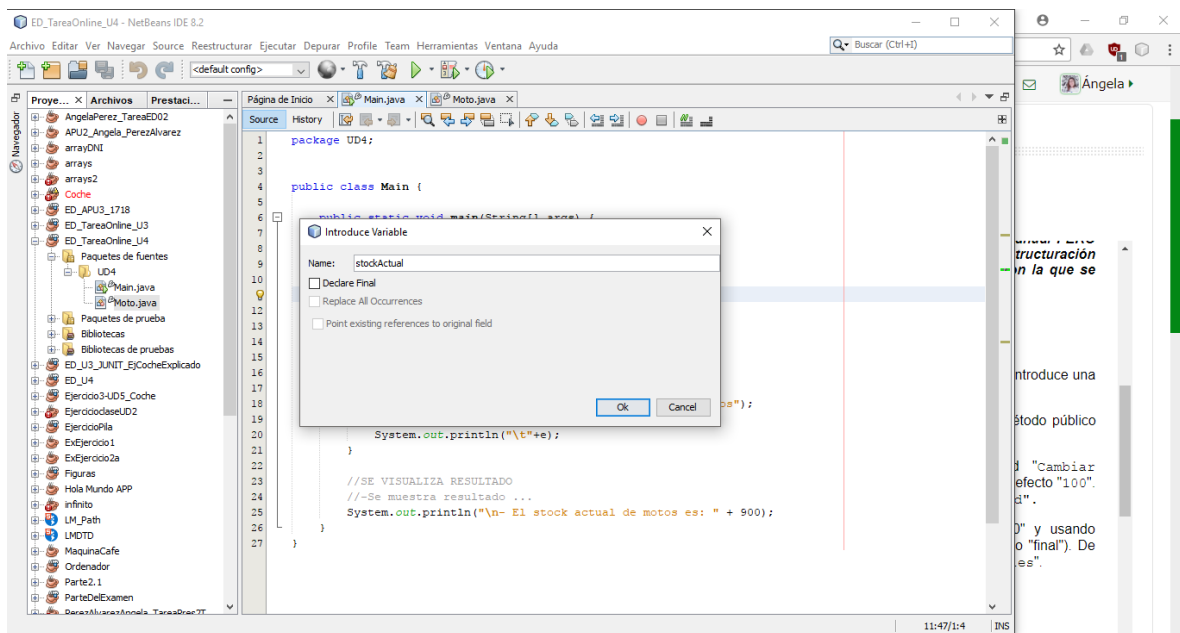 ED_TareaOnline_U4 - NetBeans IDE 8.2
Archivo Editar Ver Navegar Source Reestructurar Ejecutar Depurar Profile Team Herramientas Ventana Ayuda
Buscar (Ctrl+I)
<default config>
Ángela
Proye... Archivos Prestaci...
Navegador
AngelaPerez_TareaED02
APU2_Angela_PerezAlvarez
arrayDNI
arrays
arrays2
Coche
ED_APU3_1718
ED_TareaOnline_U3
ED_TareaOnline_U4
Paquetes de fuentes
UD4
Main.java
Moto.java
Paquetes de prueba
Bibliotecas
Bibliotecas de pruebas
ED_U3_JUNIT_EjCocheExplicado
ED_U4
Ejercicio3-UD5_Coche
EjercicioclaseUD2
EjercicioPila
ExEjercicio1
ExEjercicio2a
Figuras
Hola Mundo APP
infinito
LM_Path
LMDTD
MaquinaCafe
Ordenador
Parte2.1
ParteDelExamen
PerezAlvarezAngela_TareaPres2T
Página de Inicio Main.java Moto.java
Source History
1 package UD4;
2
3
4 public class Main {
5
6 public static void main(String[] args) {
7
8
9
10
12
13
14
15
16
17
18 os");
19
20 System.out.println("\t"+e);
21 }
22
23 //SE VISUALIZA RESULTADO
24 //-Se muestra resultado ...
25 System.out.println("\n- El stock actual de motos es: " + 900);
26 }
27 }
Introduce Variable
Name: stockActual
Declare Final
Replace All Occurrences
Point existing references to original field
Ok Cancel
11:47/1:4 INS
tructuración
on la que se
ntroduce una
étodo público
d "Cambiar
efecto "100".
d".
0" y usando
o "final"). De
es".